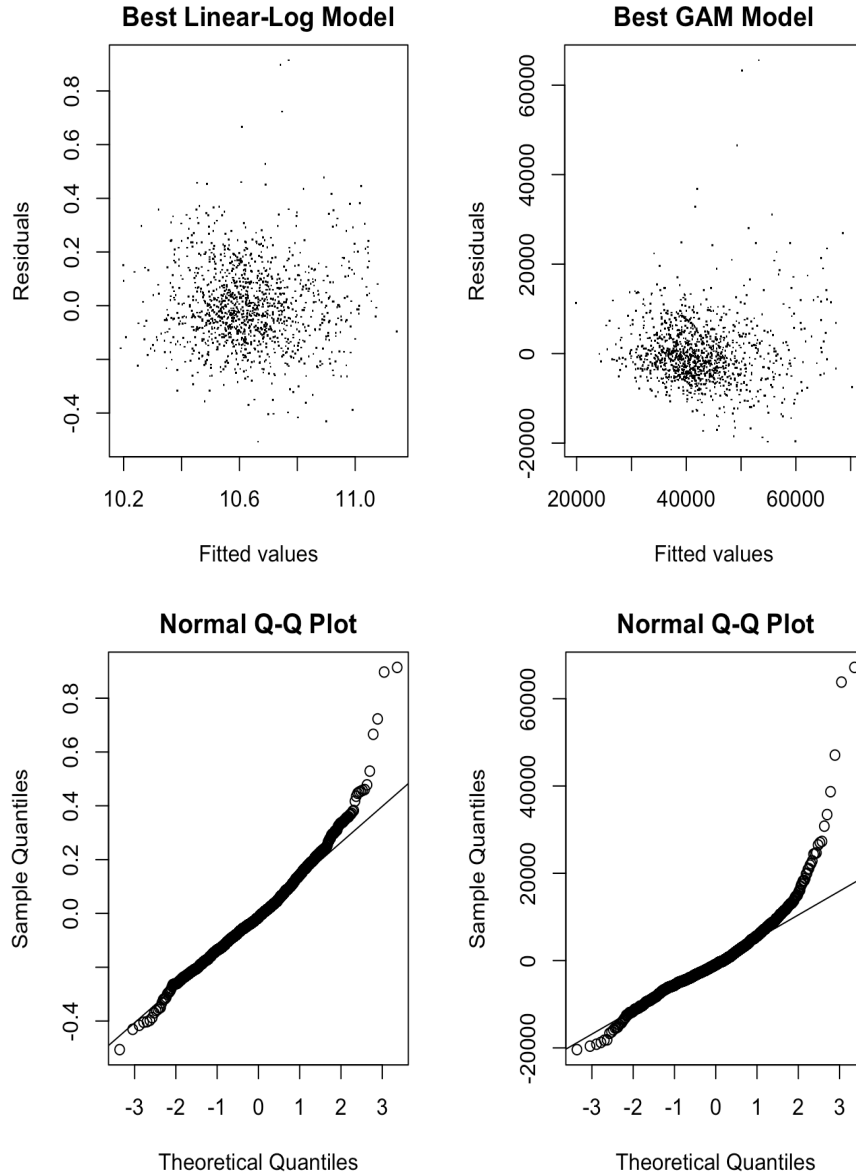 Best Linear-Log Model
Residuals
-0.4
0.0
0.2
0.4
0.6
0.8
10.2
10.6
11.0
Fitted values
Best GAM Model
Residuals
-20000
0
20000
40000
60000
20000
40000
60000
Fitted values
Normal Q-Q Plot
Sample Quantiles
-0.4
0.0
0.2
0.4
0.6
0.8
-3 -2 -1 0 1 2 3
Theoretical Quantiles
Normal Q-Q Plot
Sample Quantiles
-20000
0
20000
40000
60000
-3 -2 -1 0 1 2 3
Theoretical Quantiles